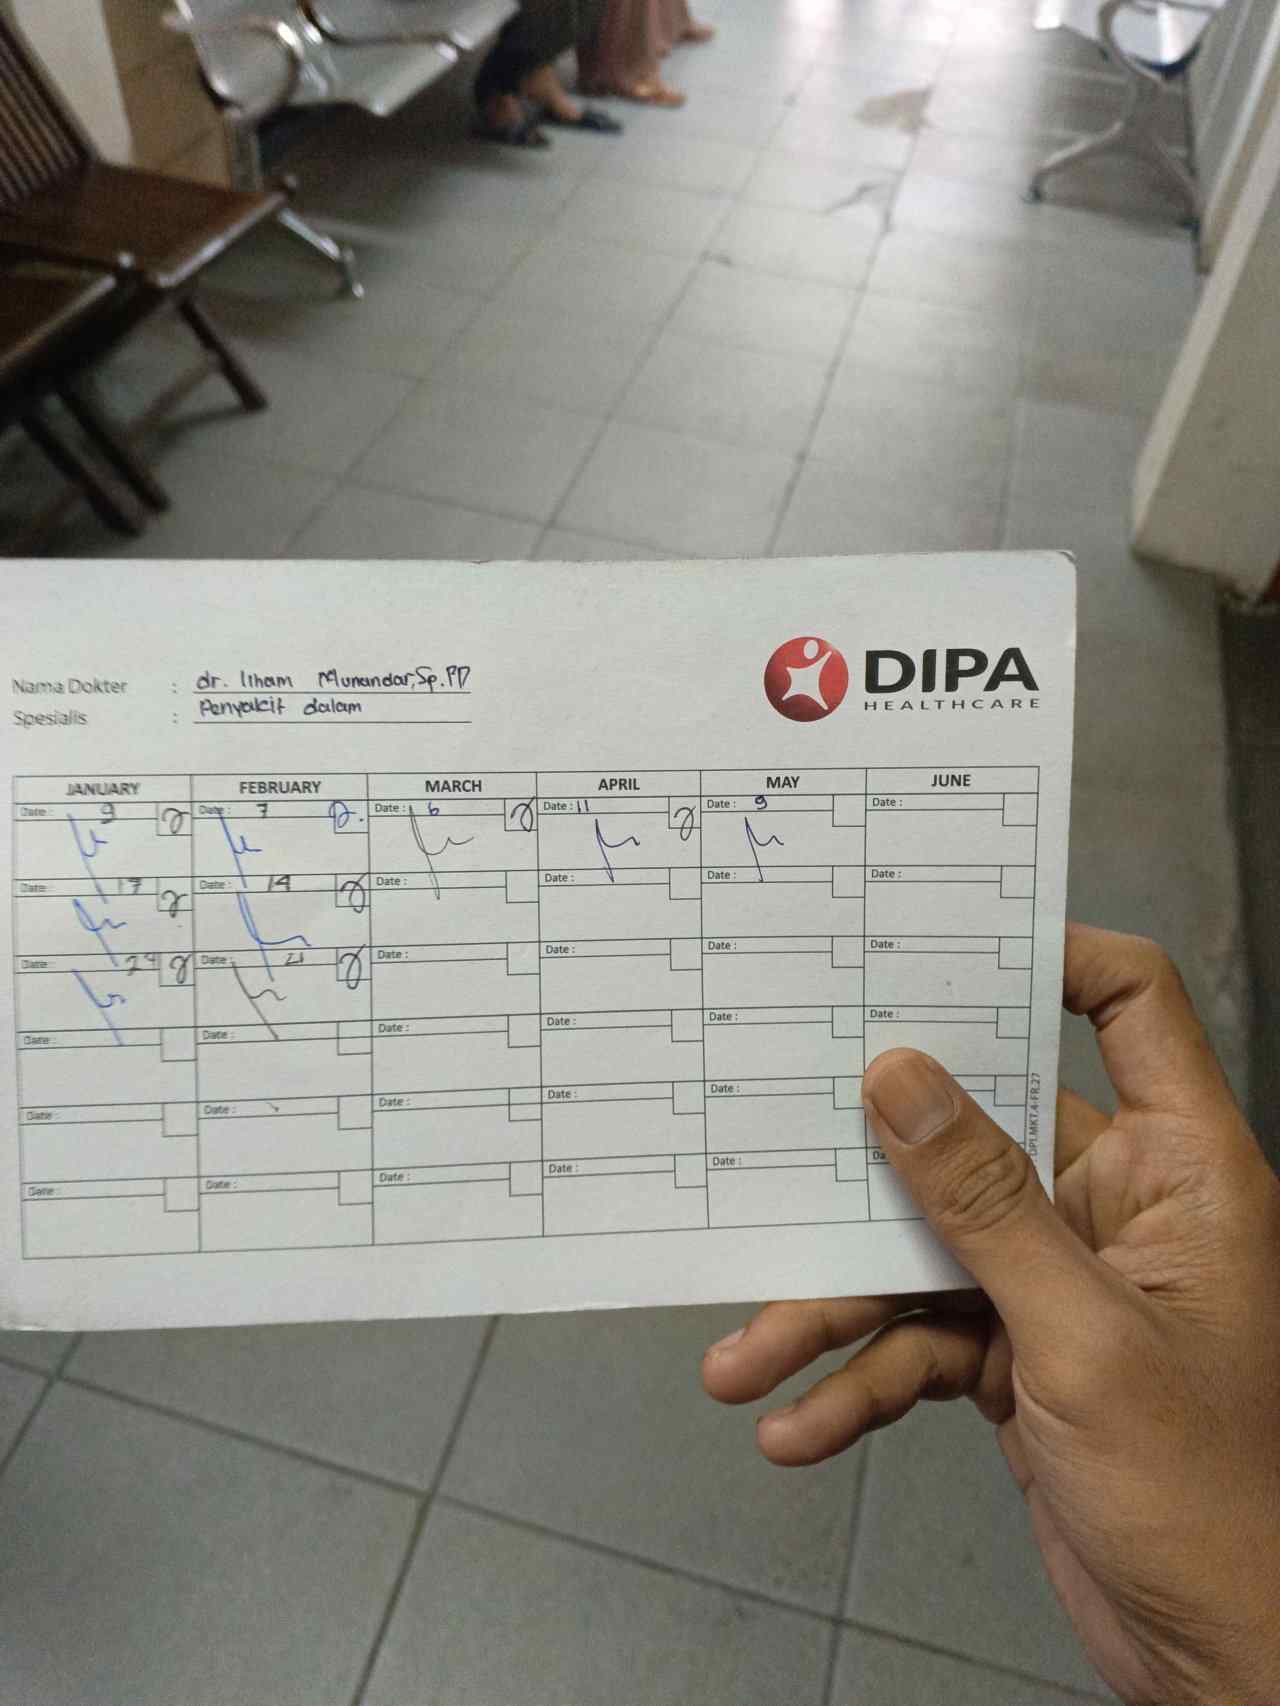 DIPA
HEALTHCARE
Nama Dokter : dr. Ilham Munandar, Sp.PD
Spesialis : Penyakit dalam
JANUARY FEBRUARY MARCH APRIL MAY JUNE
Date : 9 Date : 7 Date : 6 Date : 11 Date : 9 Date :
Date : 17 Date : 14 Date : Date : Date : Date :
Date : 24 Date : 21 Date : Date : Date : Date :
Date : Date : Date : Date : Date : Date :
Date : Date : Date : Date : Date :
Date : Date : Date : Date : Date : Da
DPI.MKT.4-FR.27